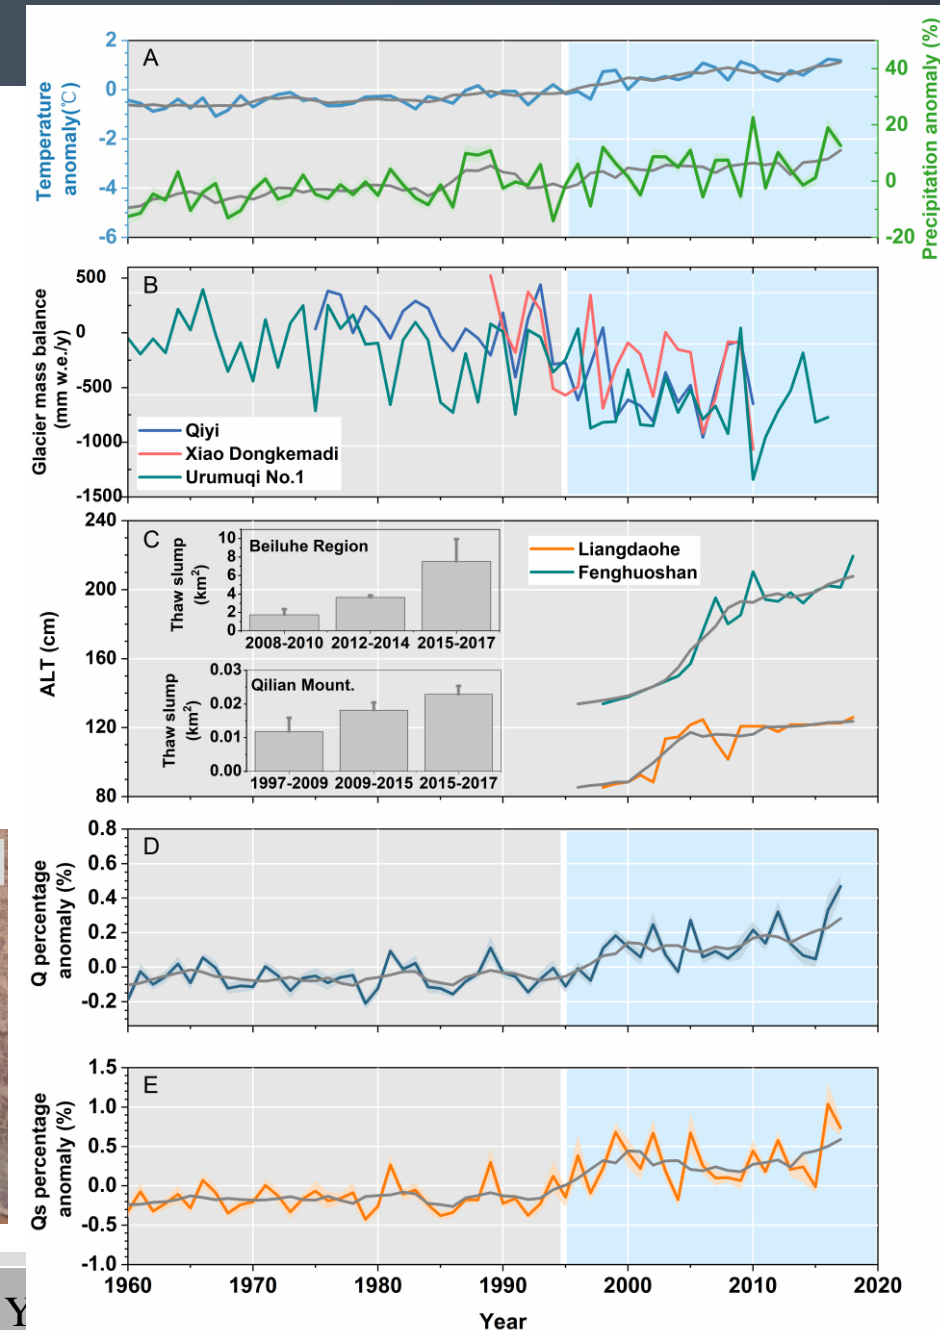 A
2
0
-2
-4
-6
Temperature
anomaly(℃)
40
20
0
-20
Precipitation anomaly (%)
B
500
0
-500
-1000
-1500
Glacier mass balance
(mm w.e./y)
Qiyi
Xiao Dongkemadi
Urumuqi No.1
C
240
200
160
120
80
ALT (cm)
Beiluhe Region
10
8
6
4
2
0
Thaw slump
(km²)
2008-2010 2012-2014 2015-2017
Qilian Mount.
0.03
0.02
0.01
0.00
Thaw slump
(km²)
1997-2009 2009-2015 2015-2017
Liangdaohe
Fenghuoshan
D
0.8
0.6
0.4
0.2
0.0
-0.2
Q percentage
anomaly (%)
E
1.5
1.0
0.5
0.0
-0.5
-1.0
Qs percentage
anomaly (%)
1960 1970 1980 1990 2000 2010 2020
Year
Y